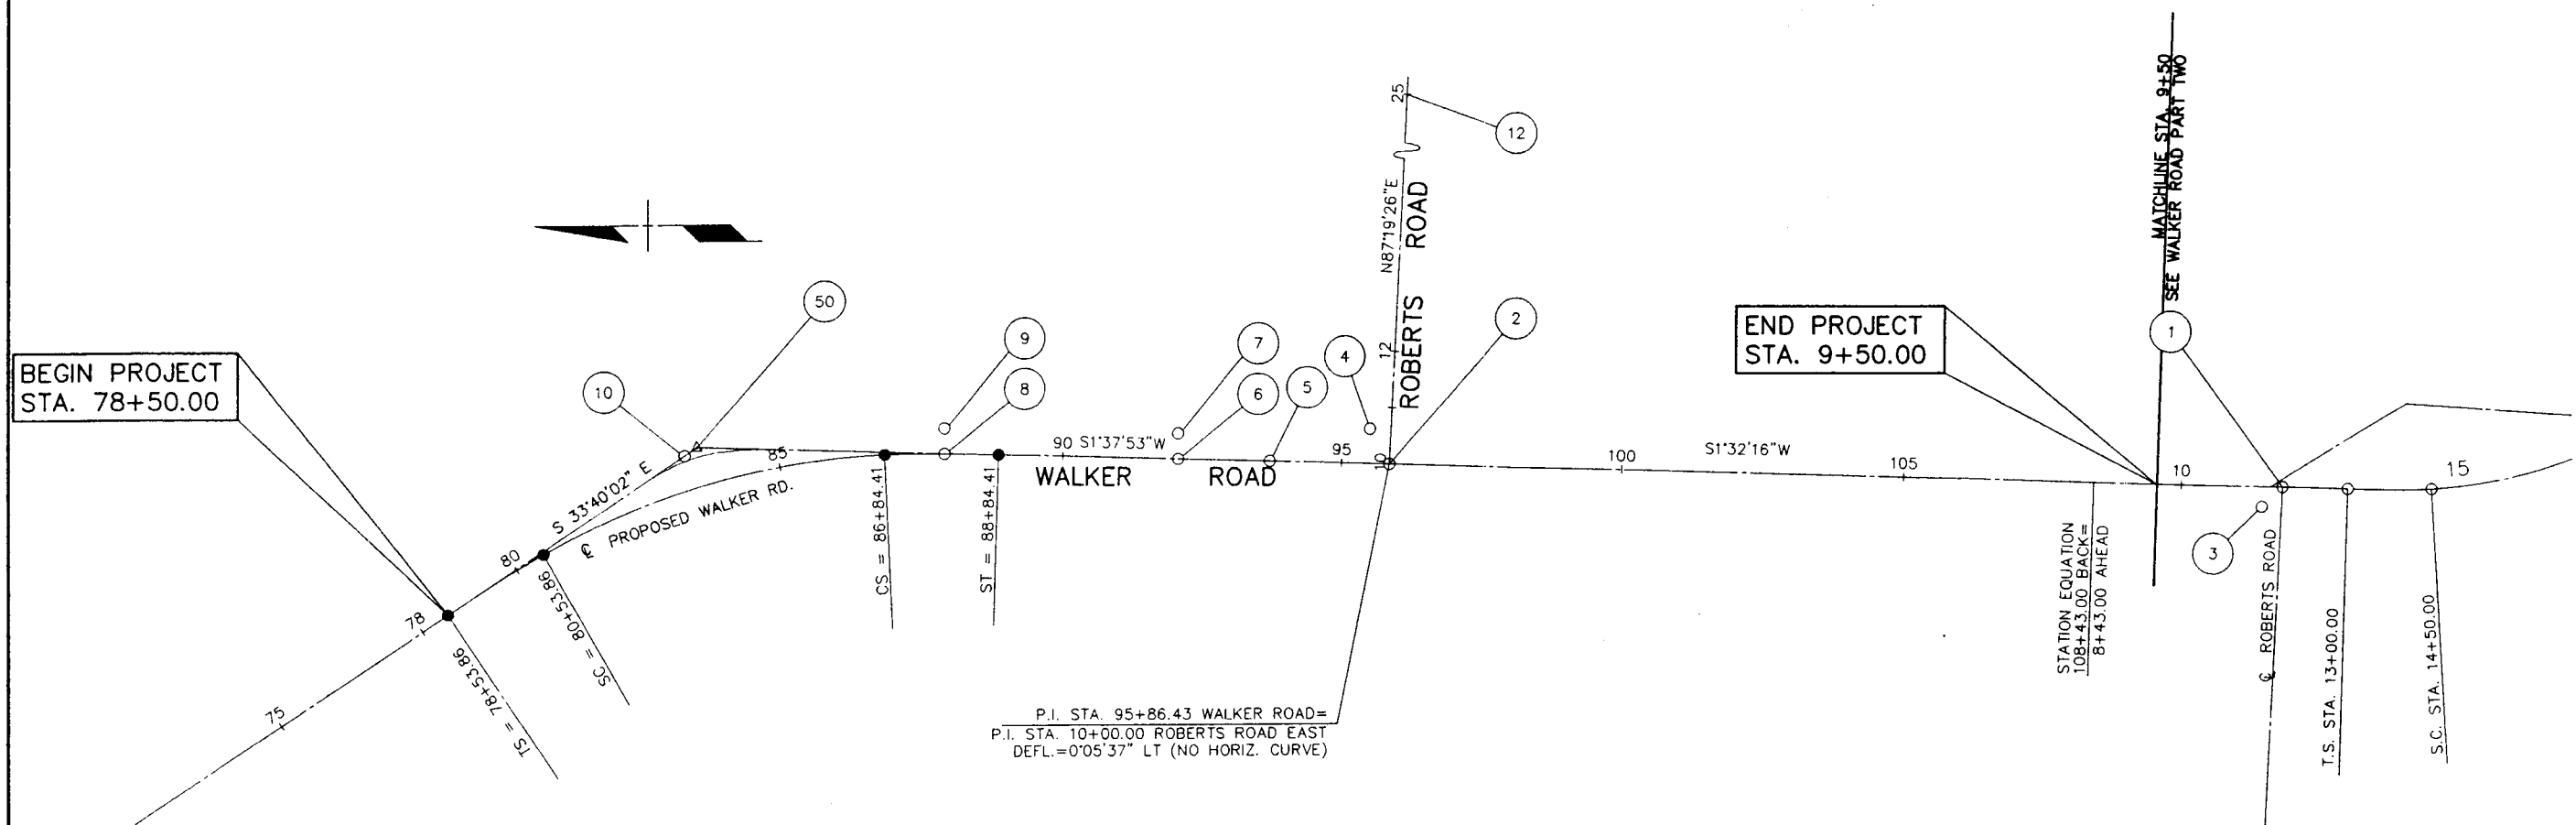 BEGIN PROJECT
STA. 78+50.00
75
78
TS = 78+53.86
80
SC = 80+53.86
S 33°40'02" E
℄ PROPOSED WALKER RD.
10
50
85
CS = 86+84.41
9
8
ST = 88+84.41
90 S1°37'53"W
WALKER ROAD
7
6
5
4
95
10
12
N87°19'26"E
ROBERTS ROAD
25
12
2
P.I. STA. 95+86.43 WALKER ROAD=
P.I. STA. 10+00.00 ROBERTS ROAD EAST
DEFL.=0°05'37" LT (NO HORIZ. CURVE)
100
S1°32'16"W
105
END PROJECT
STA. 9+50.00
STATION EQUATION
108+43.00 BACK=
8+43.00 AHEAD
MATCHLINE STA. 9+50
SEE WALKER ROAD PART TWO
1
10
3
℄ ROBERTS ROAD
T.S. STA. 13+00.00
S.C. STA. 14+50.00
15